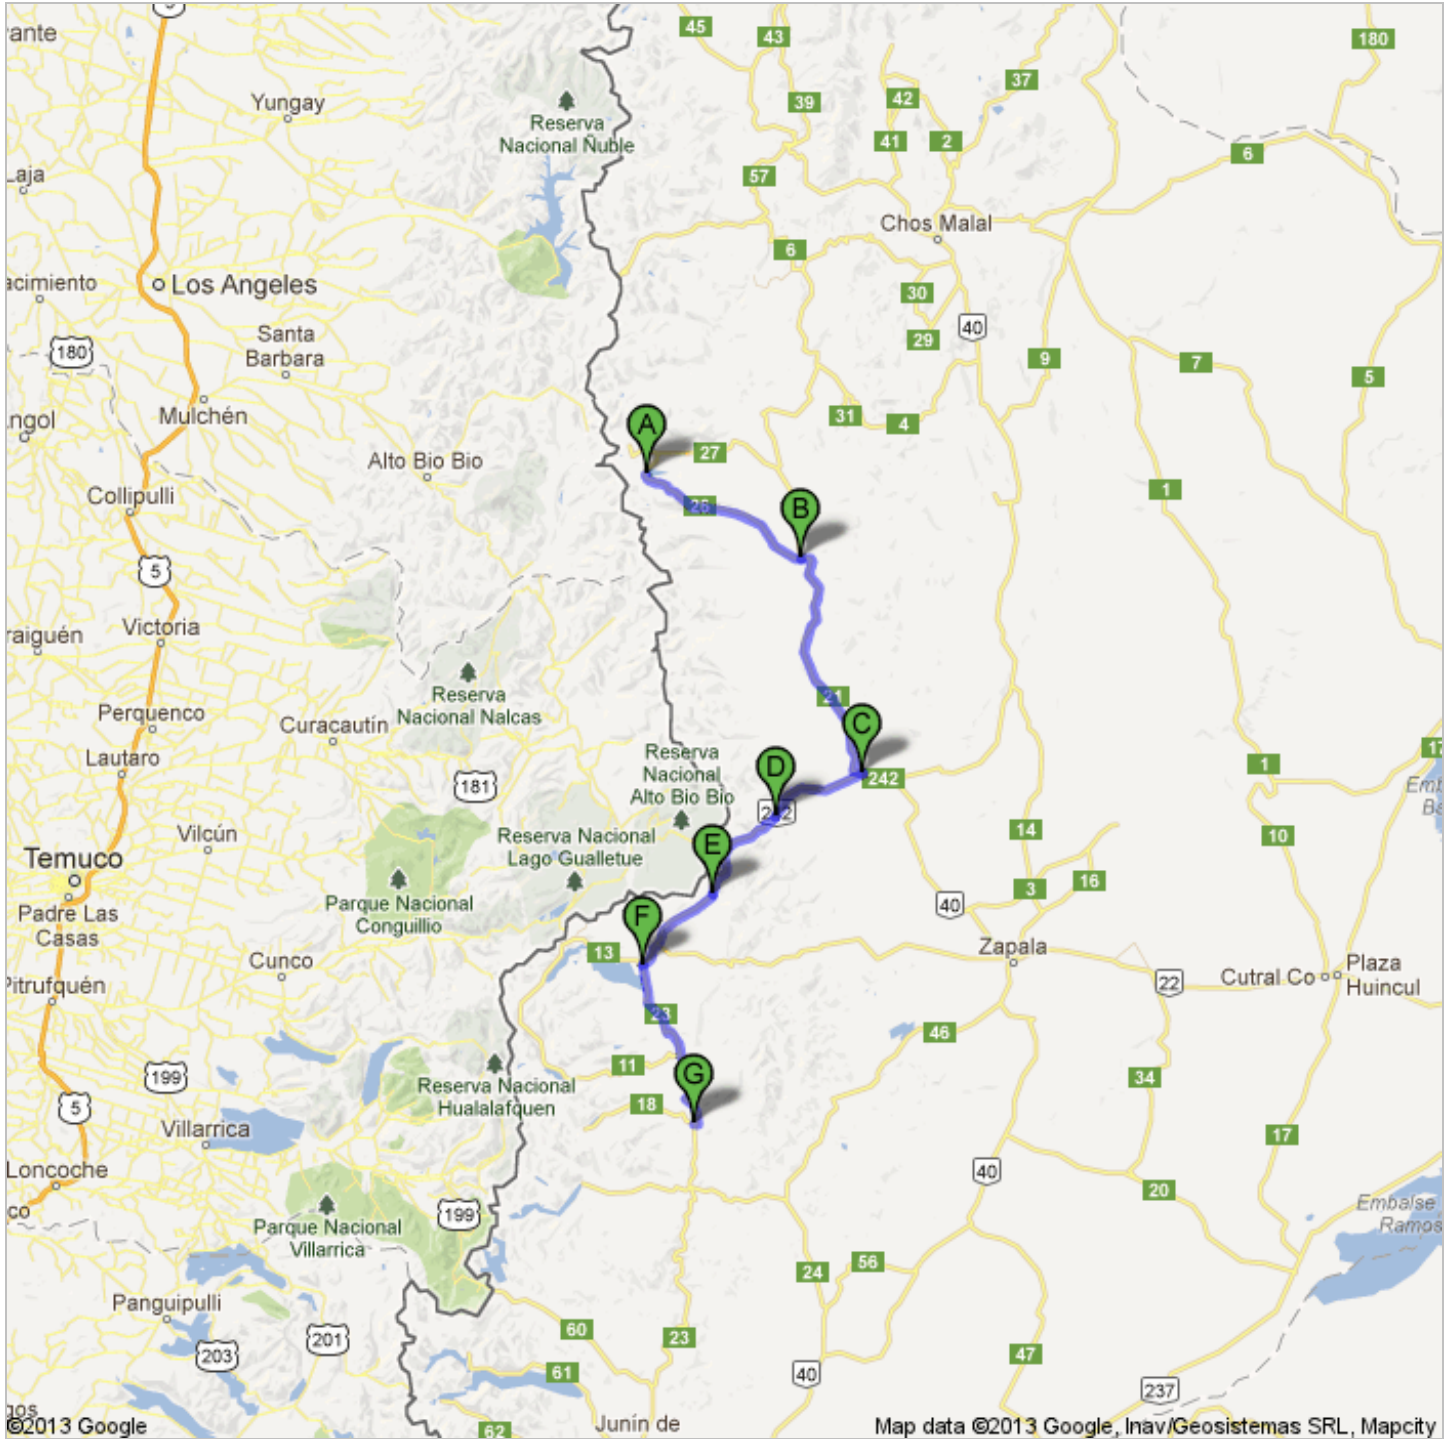 ante
45
43
180
37
Yungay
39
42
Reserva
Nacional Ñuble
41
2
6
Laja
57
Chos Malal
6
acimiento
Los Angeles
30
40
Santa
Barbara
29
180
9
7
5
Mulchén
ngol
31
4
A
Alto Bio Bio
27
Collipulli
26
B
1
5
Victoria
raiguén
Reserva
Nacional Nalcas
21
Perquenco
Curacautín
C
Lautaro
Reserva
Nacional
Alto Bio Bio
D
242
1
17
181
Vilcún
Reserva Nacional
Lago Gualletue
14
10
E
Temuco
3
16
Padre Las
Casas
Parque Nacional
Conguillio
40
F
13
Zapala
Cunco
Cutral Co
Plaza
Huincul
22
Pitrufquén
23
46
11
199
Reserva Nacional
Hualalafquen
G
34
5
18
Villarrica
17
Loncoche
40
20
co
199
Parque Nacional
Villarrica
Embalse
Ramos
24
56
Panguipulli
60
23
201
203
61
40
47
237
gos
62
Junín de
©2013 Google
Map data ©2013 Google, Inav/Geosistemas SRL, Mapcity